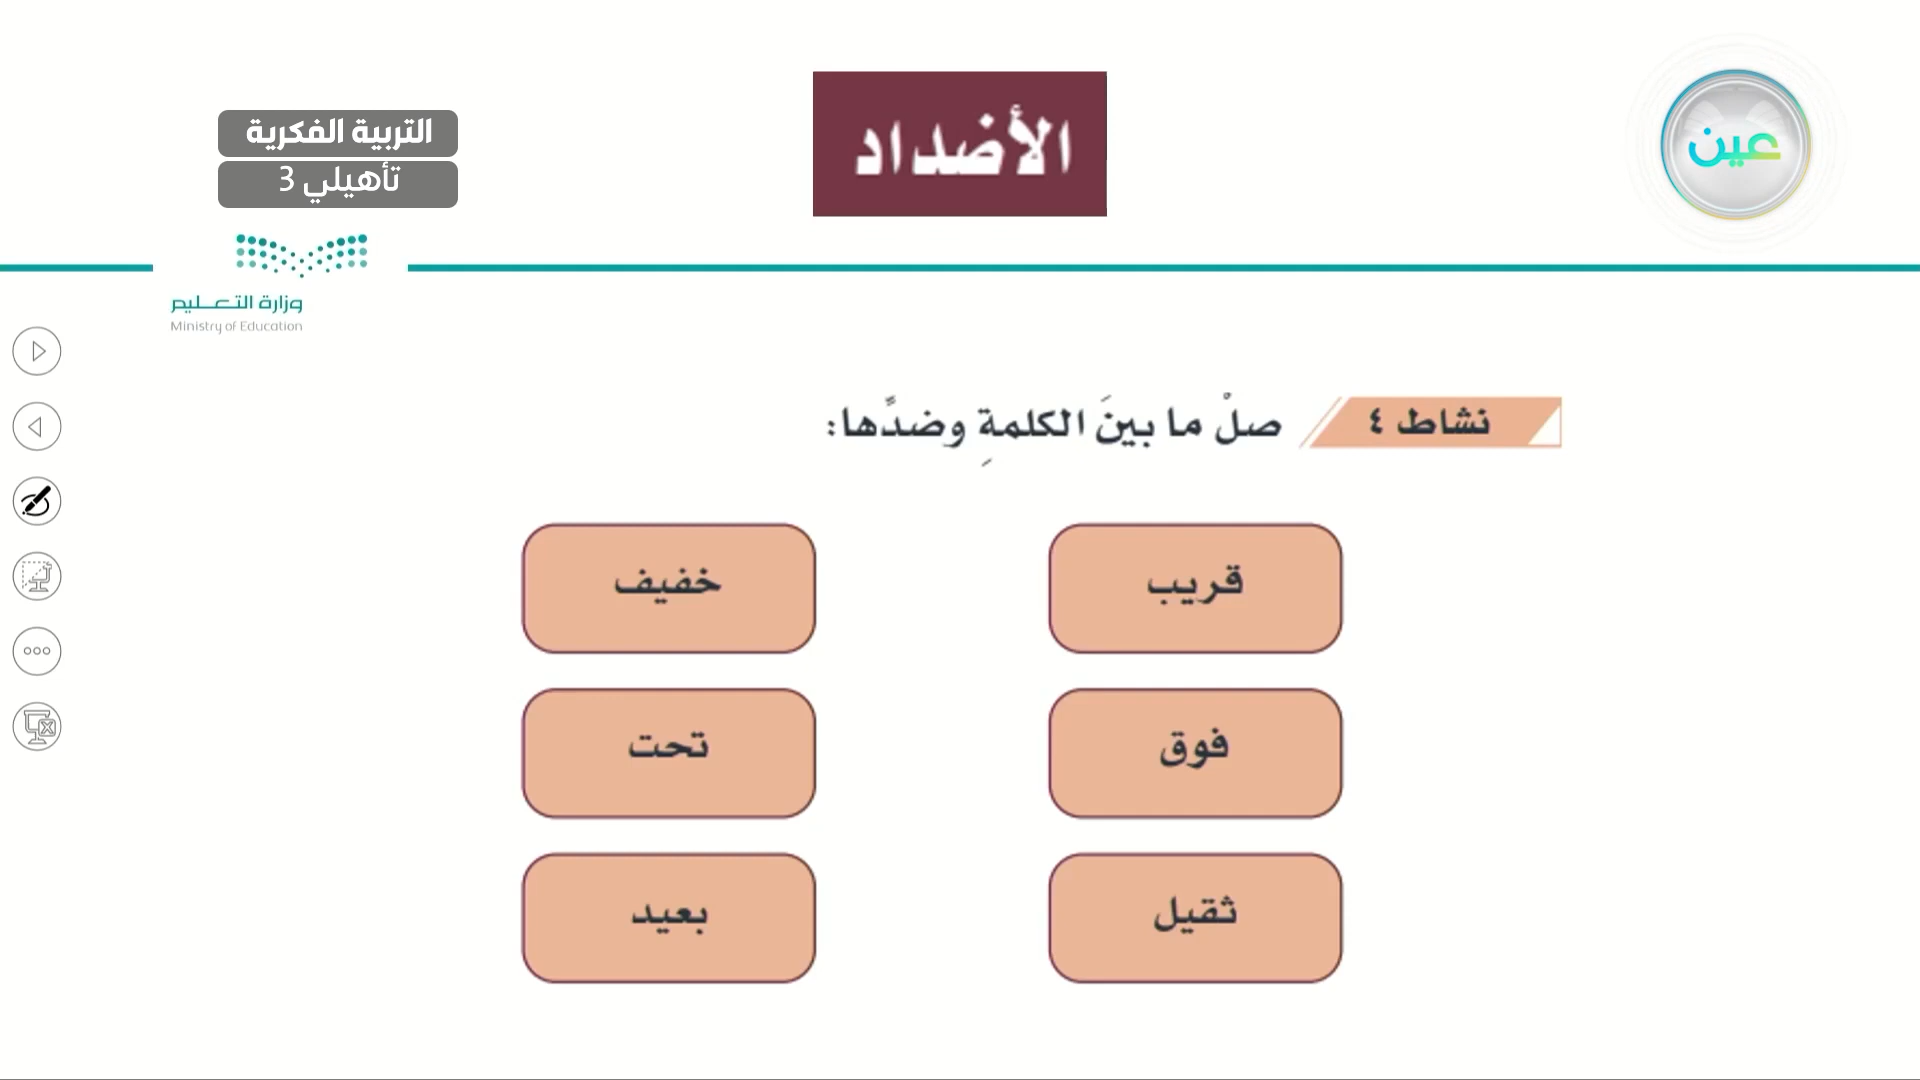 عين
الأضداد
التربية الفكرية
تأهيلي 3
وزارة التـعـــليم
Ministry of Education
نشاط ٤
صلْ ما بينَ الكلمةِ وضدَّها:
قريب
خفيف
فوق
تحت
ثقيل
بعيد